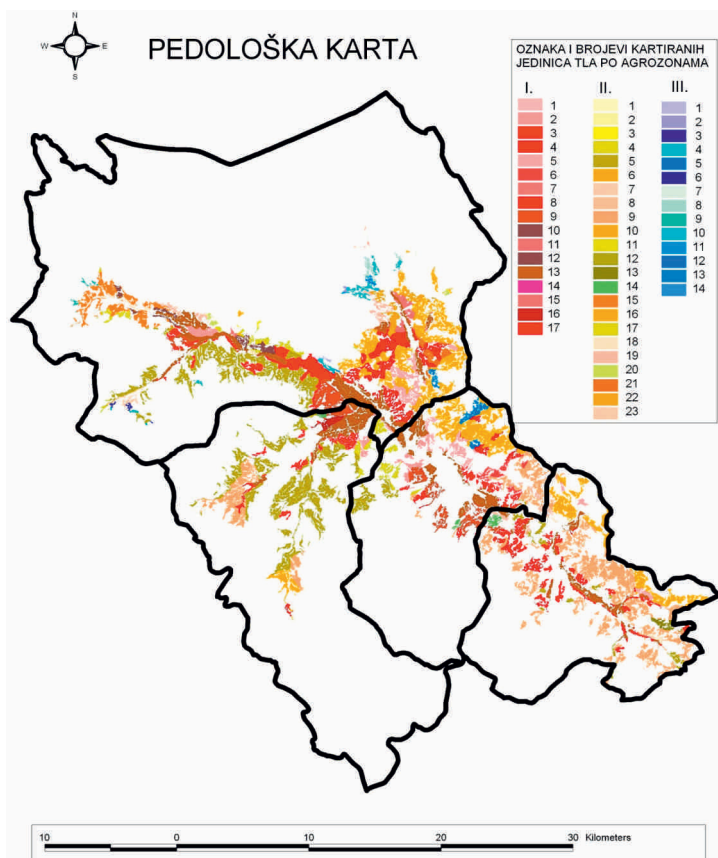 N
W E
S
PEDOLOŠKA KARTA
OZNAKA I BROJEVI KARTIRANIH
JEDINICA TLA PO AGROZONAMA
I. II. III.
1 1 1
2 2 2
3 3 3
4 4 4
5 5 5
6 6 6
7 7 7
8 8 8
9 9 9
10 10 10
11 11 11
12 12 12
13 13 13
14 14 14
15 15
16 16
17 17
18
19
20
21
22
23
10 0 10 20 30 Kilometers